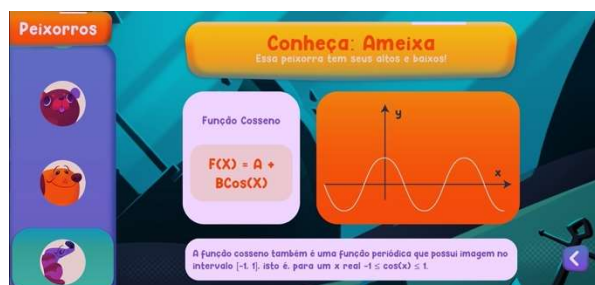 Peixorros
Conheça: Ameixa
Essa peixorra tem seus altos e baixos!
Função Cosseno
F(X) = A +
BCos(X)
y
x
A função cosseno também é uma função periódica que possui imagem no
intervalo [-1, 1], isto é, para um x real -1 ≤ cos(x) ≤ 1.